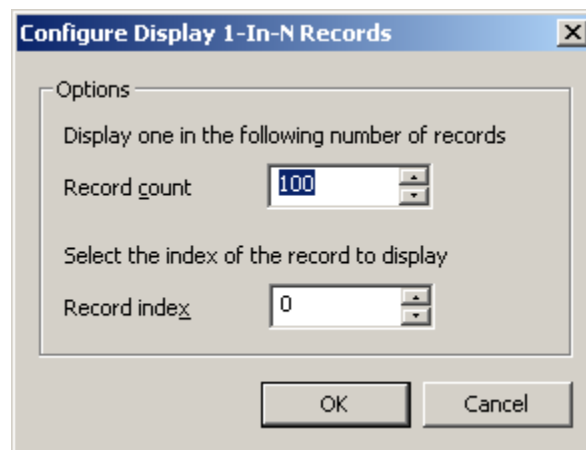 Configure Display 1-In-N Records
Options
Display one in the following number of records
Record count 100
Select the index of the record to display
Record index 0
OK Cancel